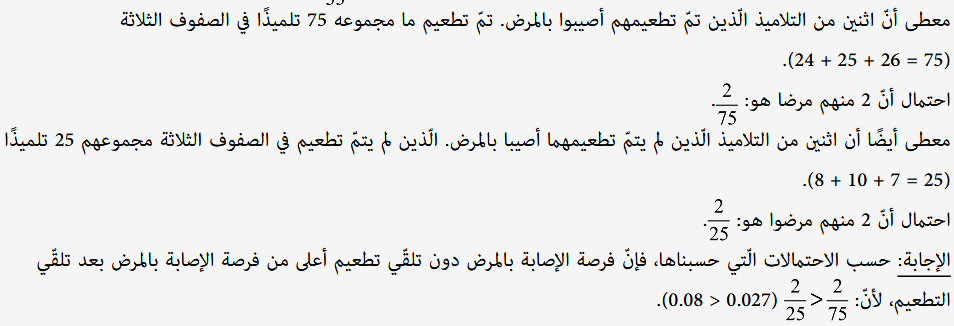 معطى أنّ اثنين من التلاميذ الّذين تمّ تطعيمهم أصيبوا بالمرض. تمّ تطعيم ما مجموعه 75 تلميذًا في الصفوف الثلاثة
(24 + 25 + 26 = 75).
احتمال أنّ 2 منهم مرضا هو: 2/75.
معطى أيضًا أن اثنين من التلاميذ الّذين لم يتمّ تطعيمهما أصيبا بالمرض. الّذين لم يتمّ تطعيم في الصفوف الثلاثة مجموعهم 25 تلميذًا
(8 + 10 + 7 = 25).
احتمال أنّ 2 منهم مرضوا هو: 2/25.
الإجابة: حسب الاحتمالات الّتي حسبناها، فإنّ فرصة الإصابة بالمرض دون تلقّي تطعيم أعلى من فرصة الإصابة بالمرض بعد تلقّي
التطعيم، لأنّ: 2/25 > 2/75 (0.08 > 0.027).